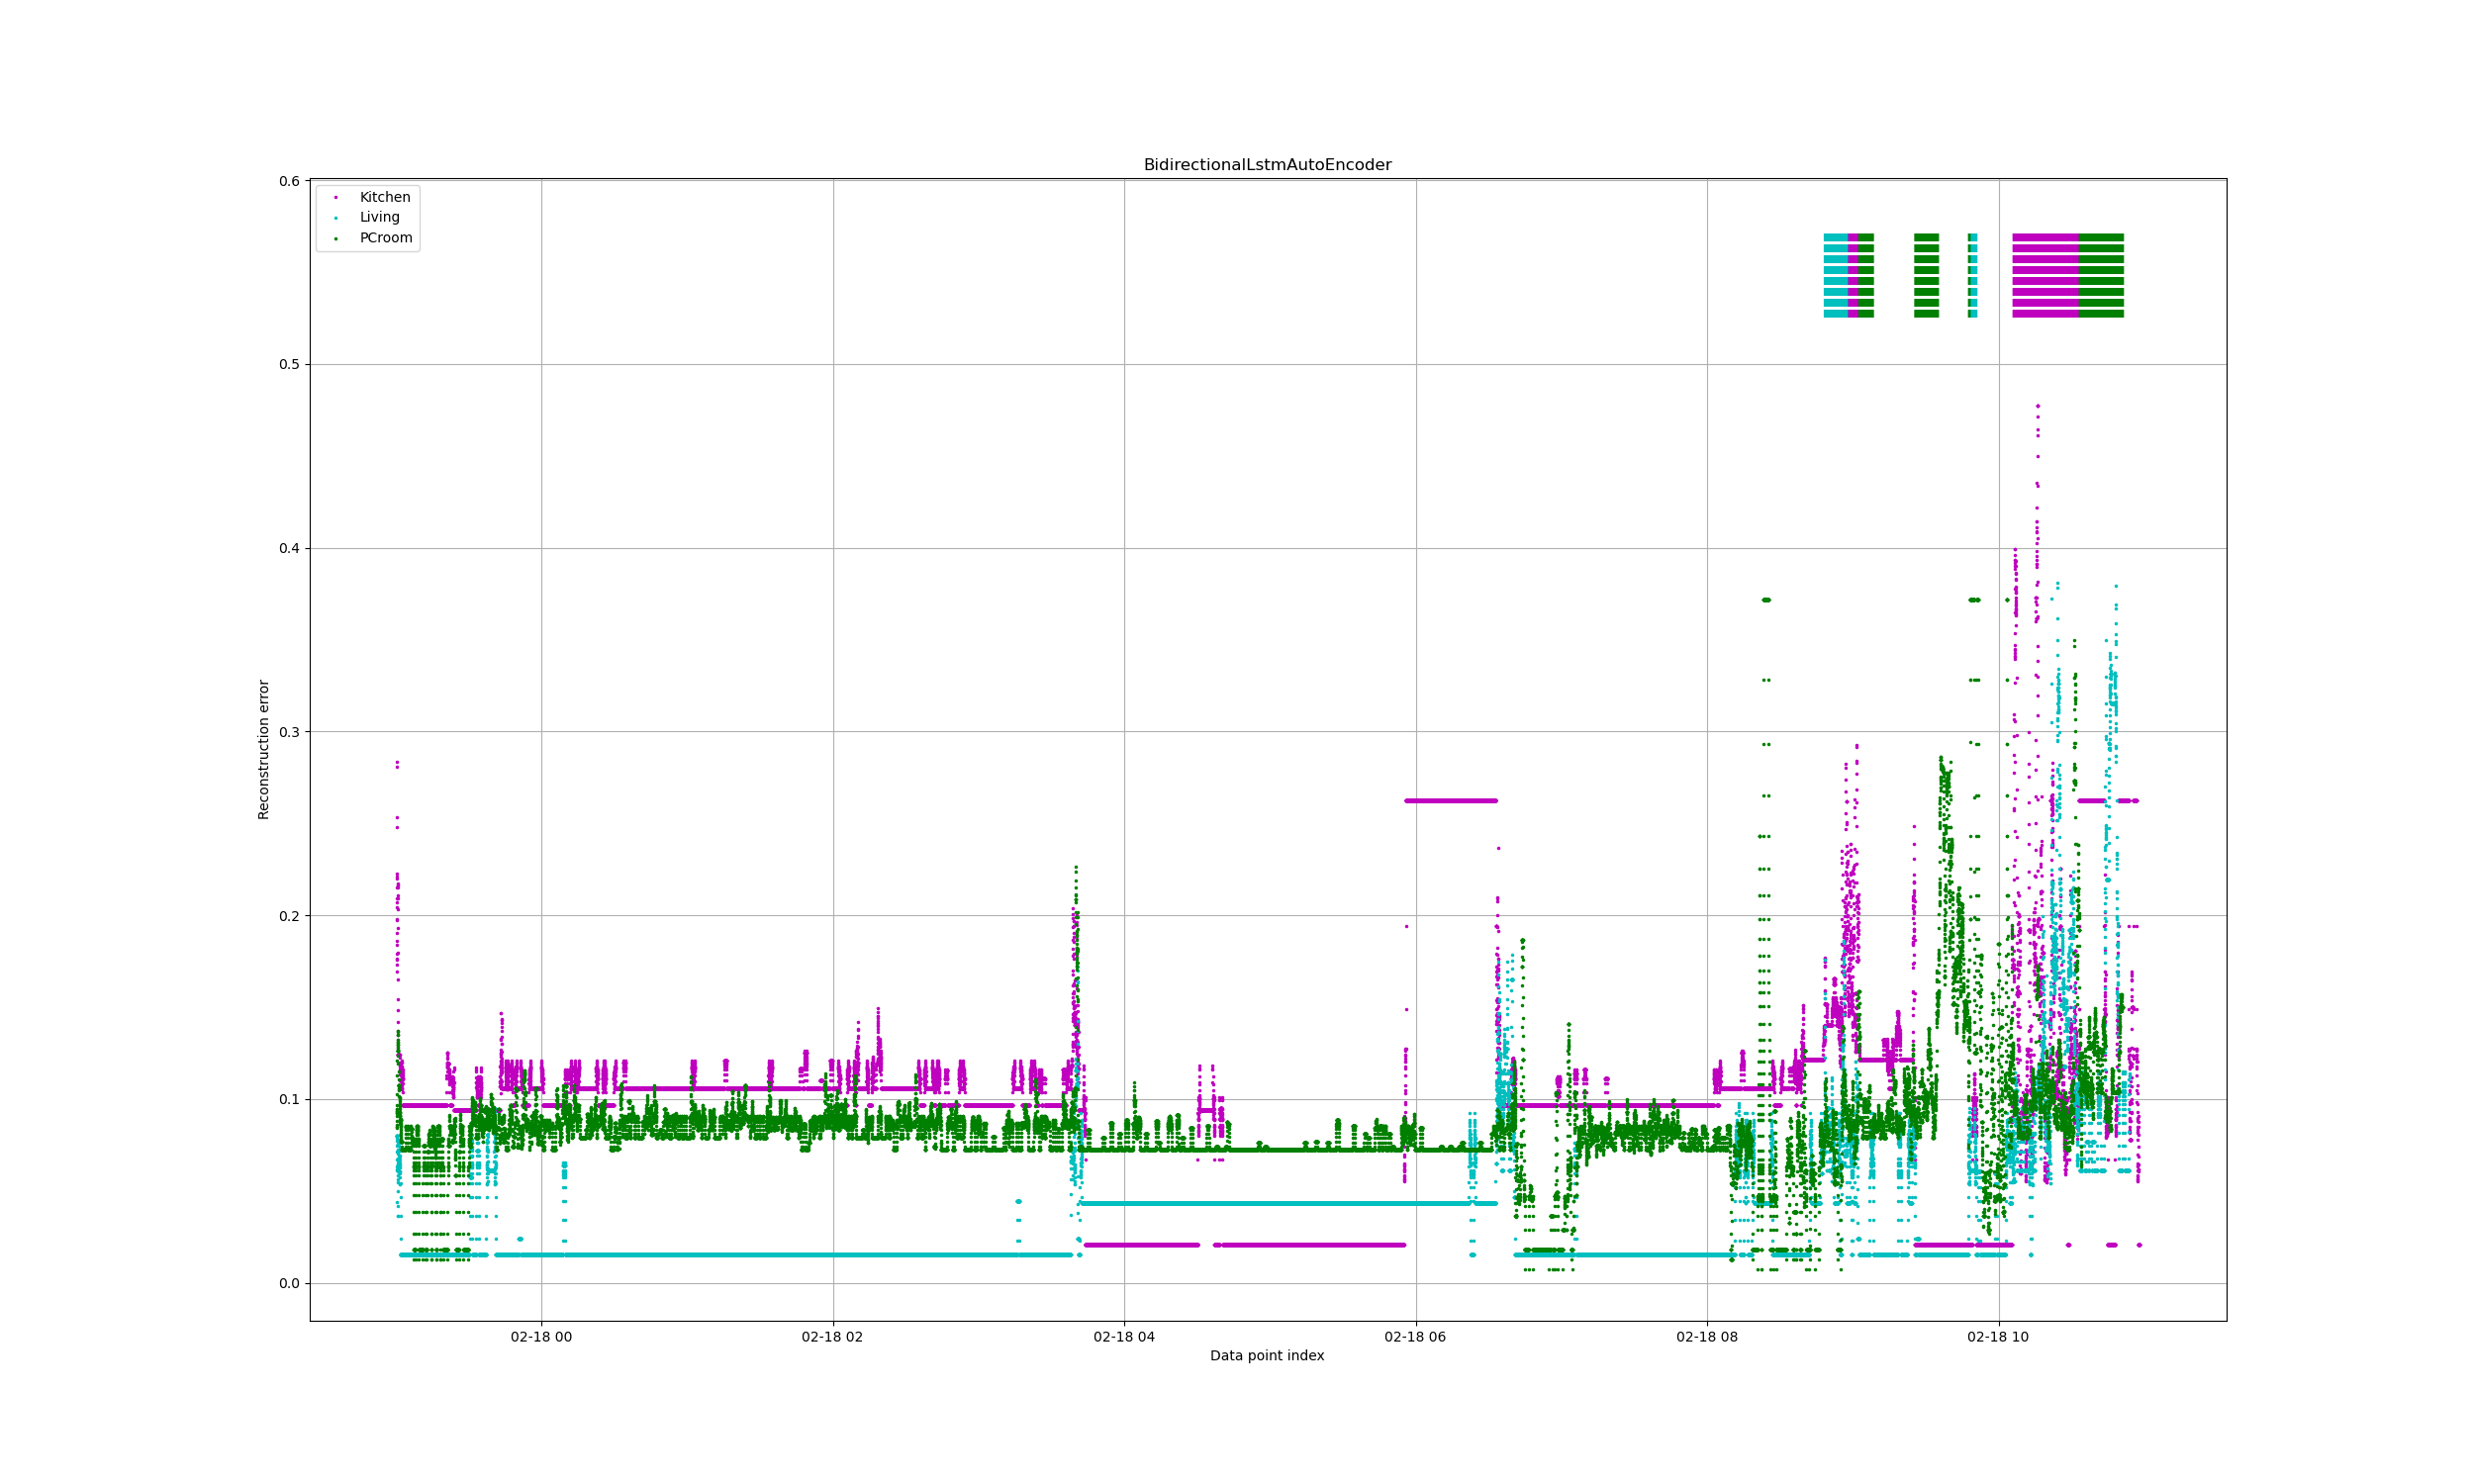 BidirectionalLstmAutoEncoder
0.6
Kitchen
Living
PCroom
0.5
0.4
0.3
0.2
0.1
0.0
Reconstruction error
02-18 00
02-18 02
02-18 04
02-18 06
02-18 08
02-18 10
Data point index